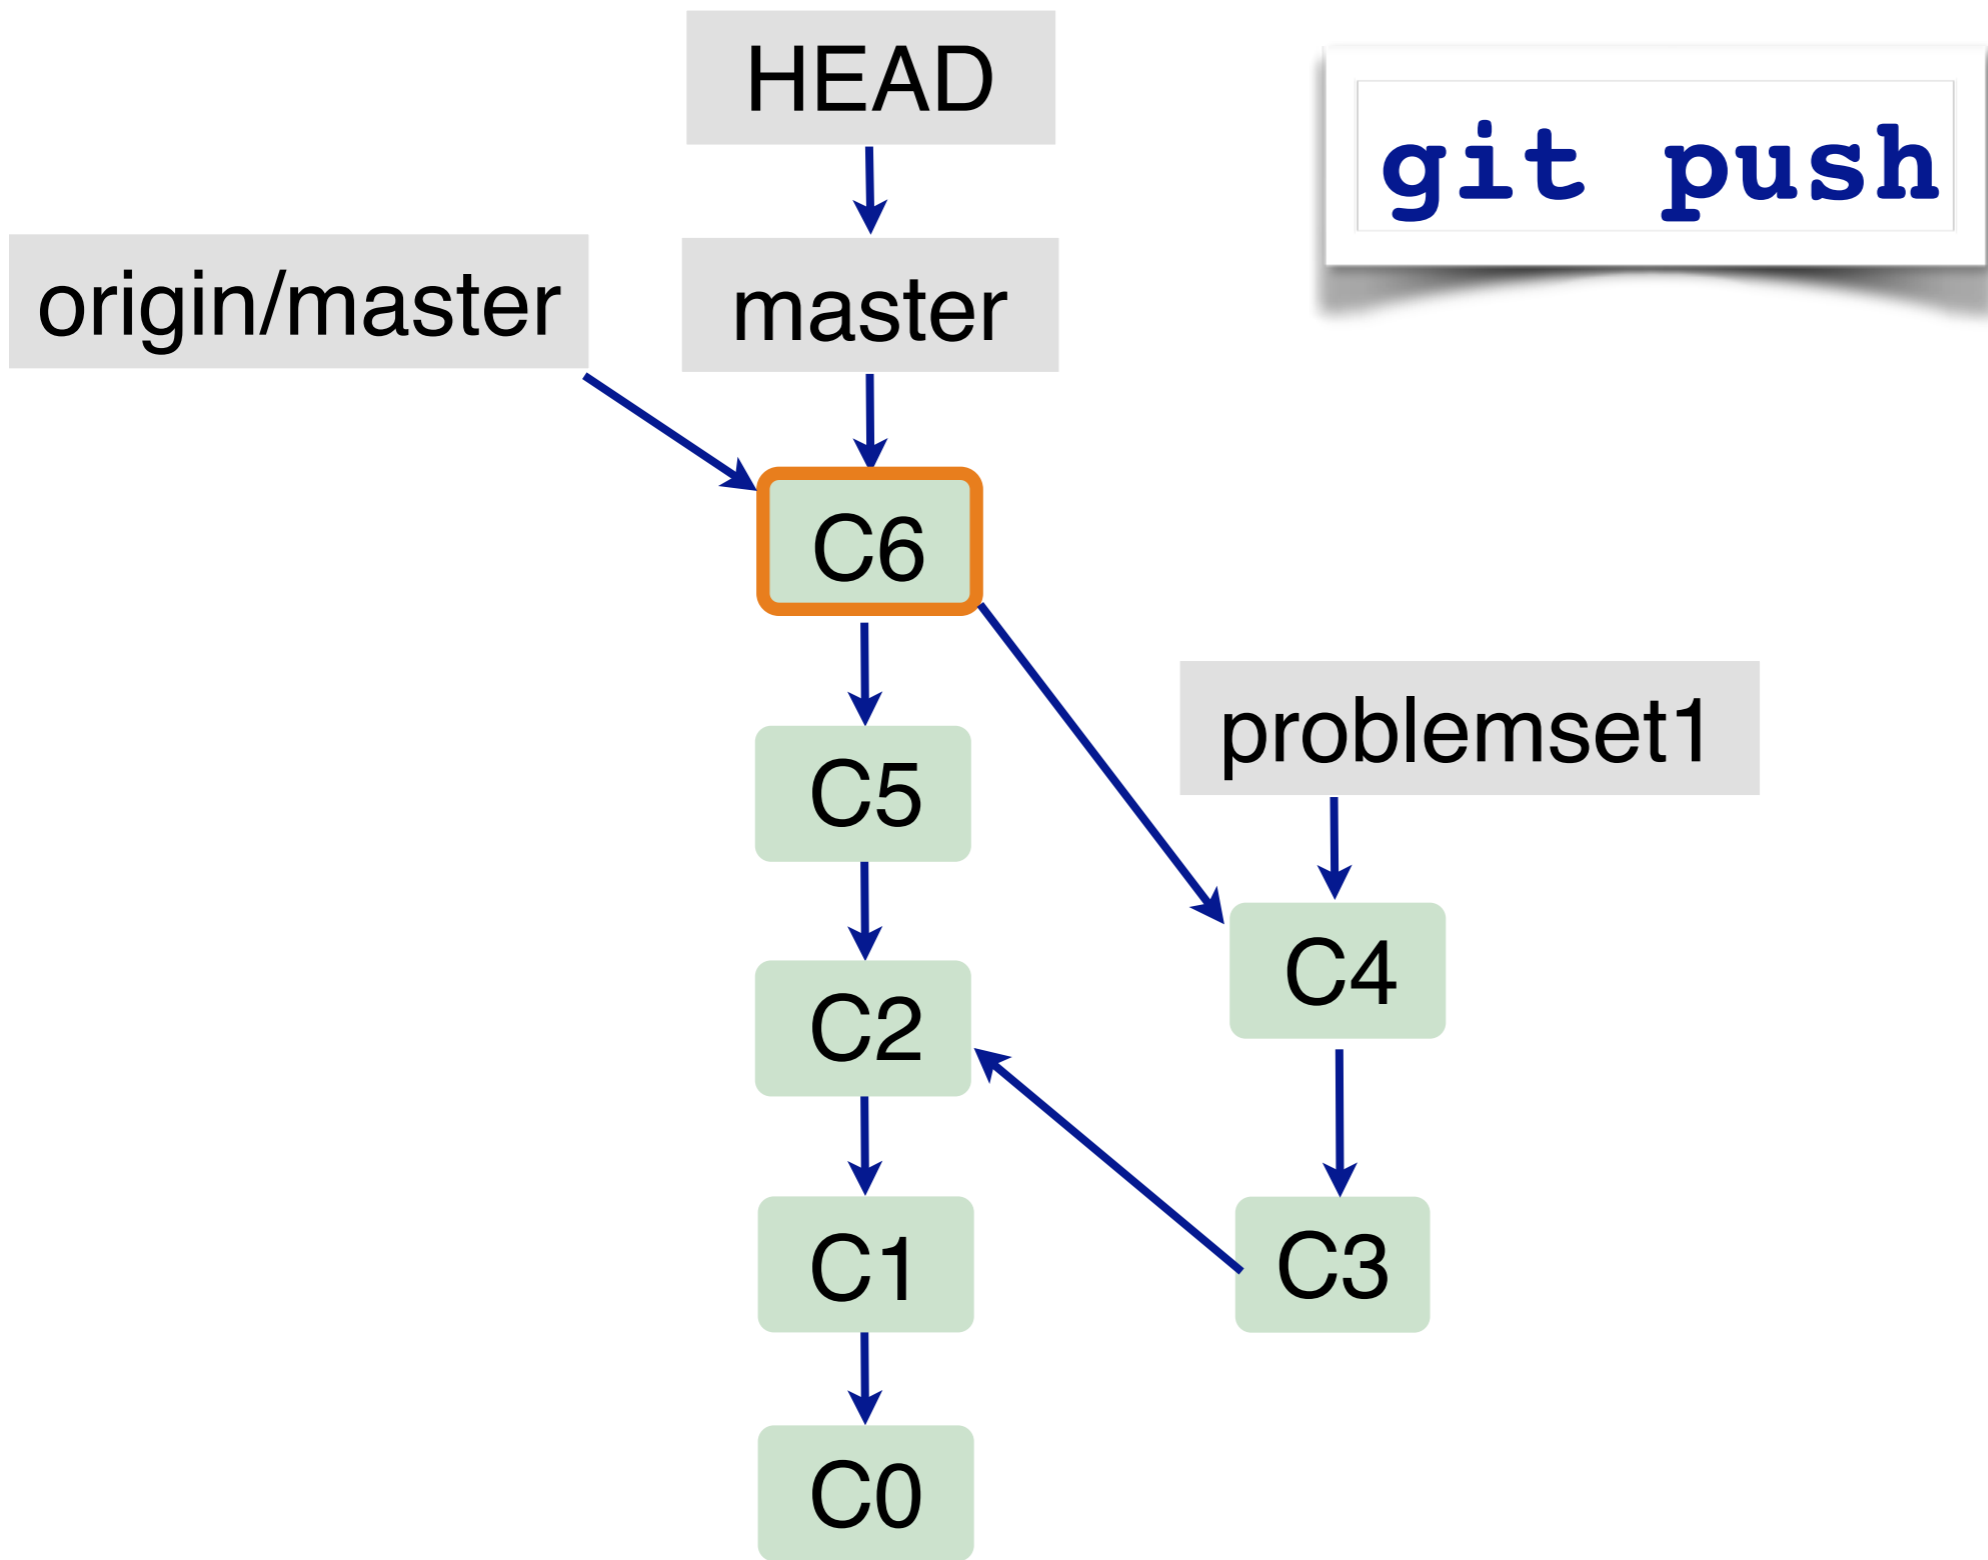 HEAD
git push
origin/master
master
C6
problemset1
C5
C4
C2
C1
C3
C0